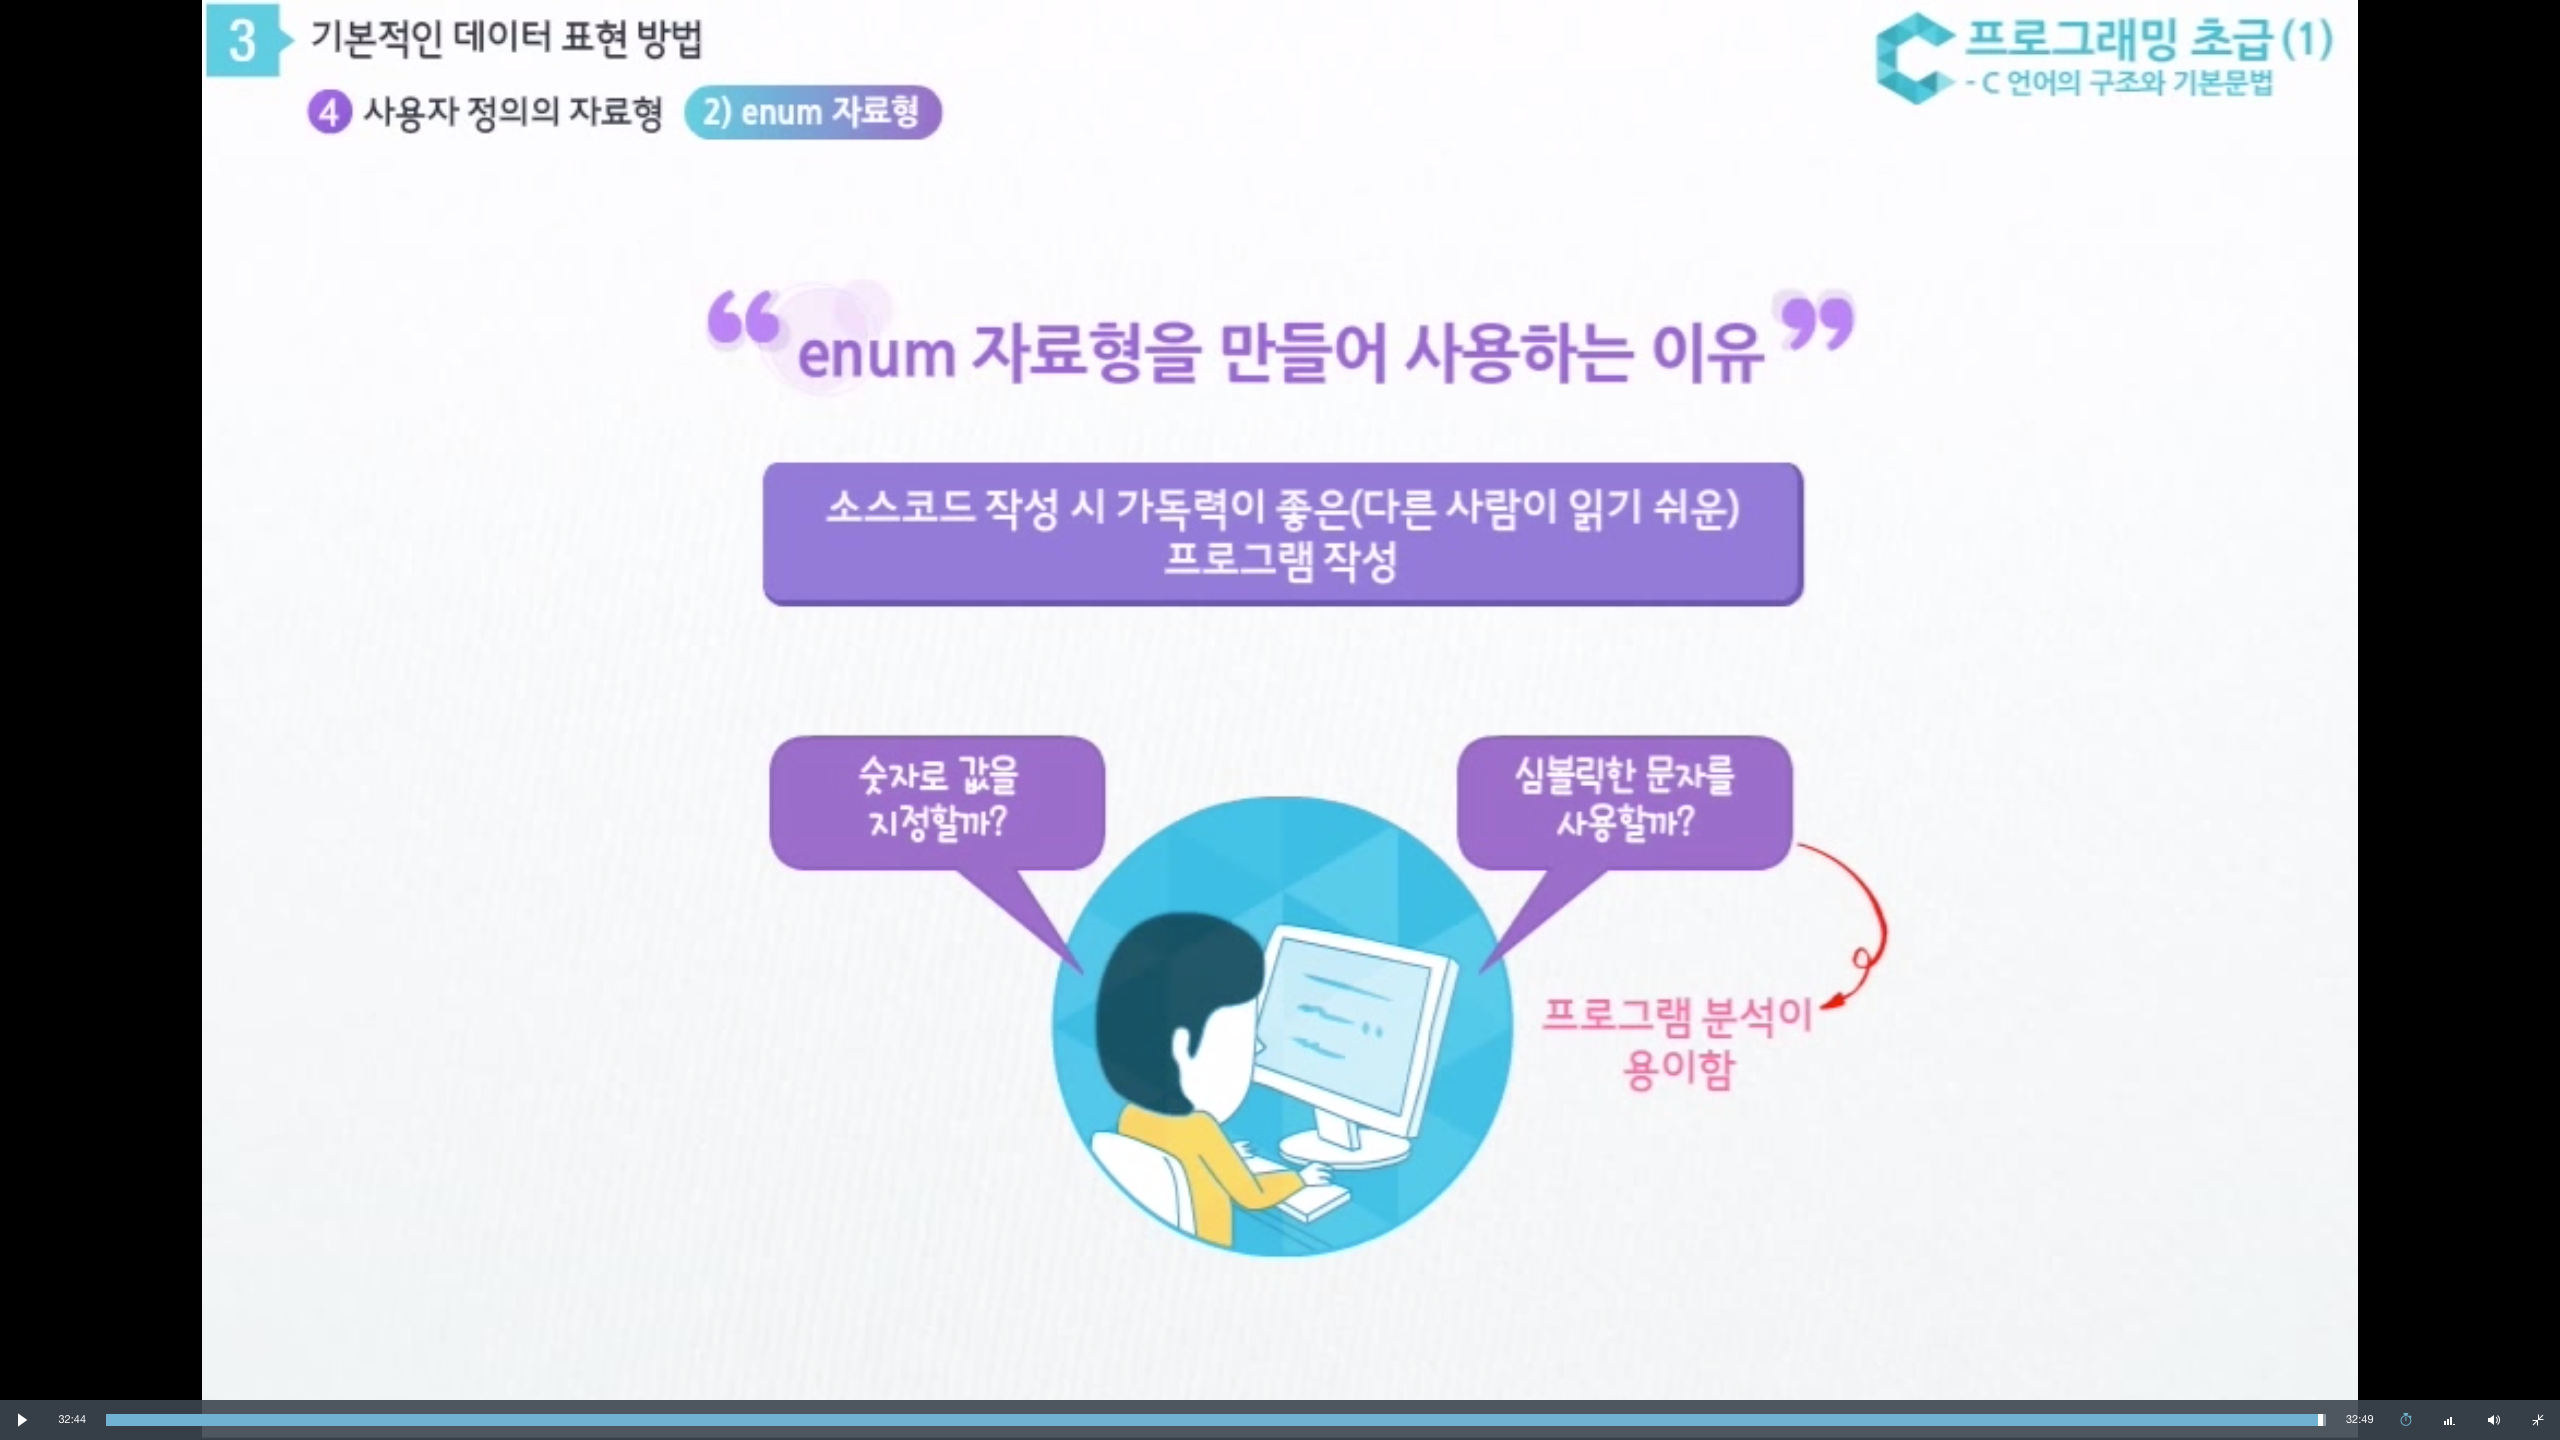 3 기본적인 데이터 표현 방법
프로그래밍 초급(1)
- C 언어의 구조와 기본문법
4 사용자 정의의 자료형 2) enum 자료형
“ enum 자료형을 만들어 사용하는 이유 ”
소스코드 작성 시 가독력이 좋은(다른 사람이 읽기 쉬운)
프로그램 작성
숫자로 값을
지정할까?
심볼릭한 문자를
사용할까?
프로그램 분석이
용이함
32:44
32:49